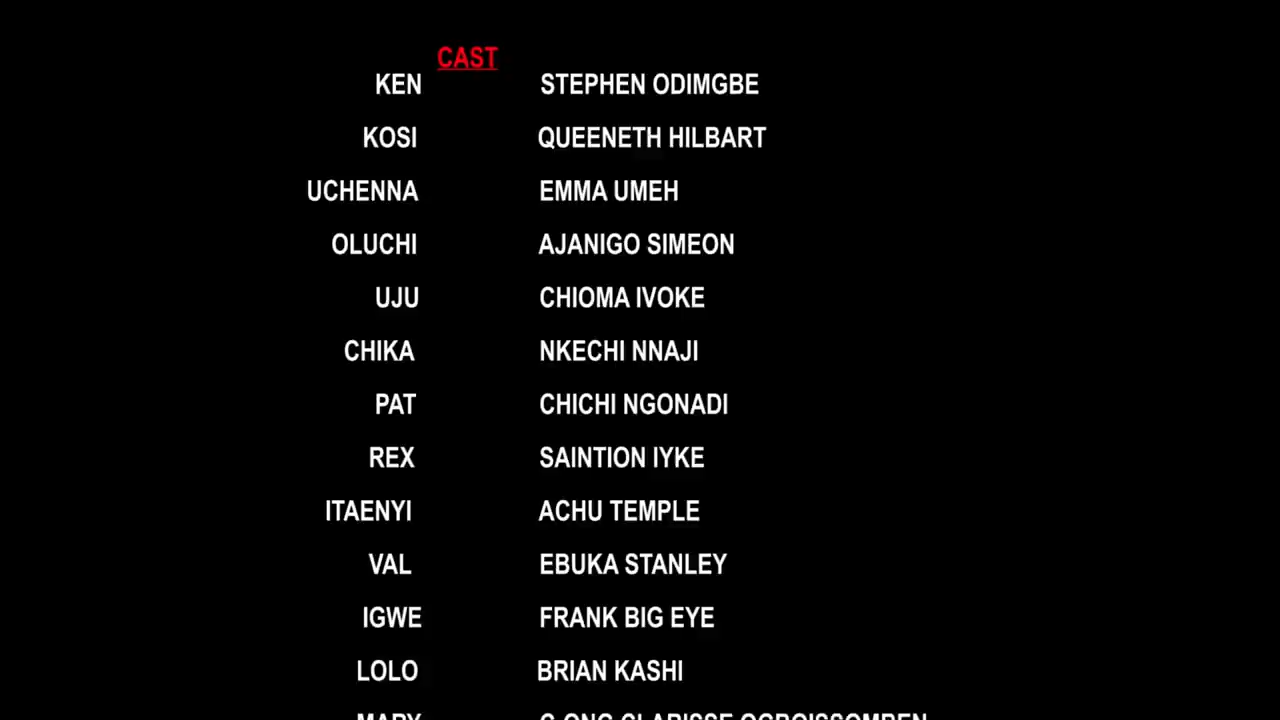 CAST
KEN STEPHEN ODIMGBE
KOSI QUEENETH HILBART
UCHENNA EMMA UMEH
OLUCHI AJANIGO SIMEON
UJU CHIOMA IVOKE
CHIKA NKECHI NNAJI
PAT CHICHI NGONADI
REX SAINTION IYKE
ITAENYI ACHU TEMPLE
VAL EBUKA STANLEY
IGWE FRANK BIG EYE
LOLO BRIAN KASHI
MARY